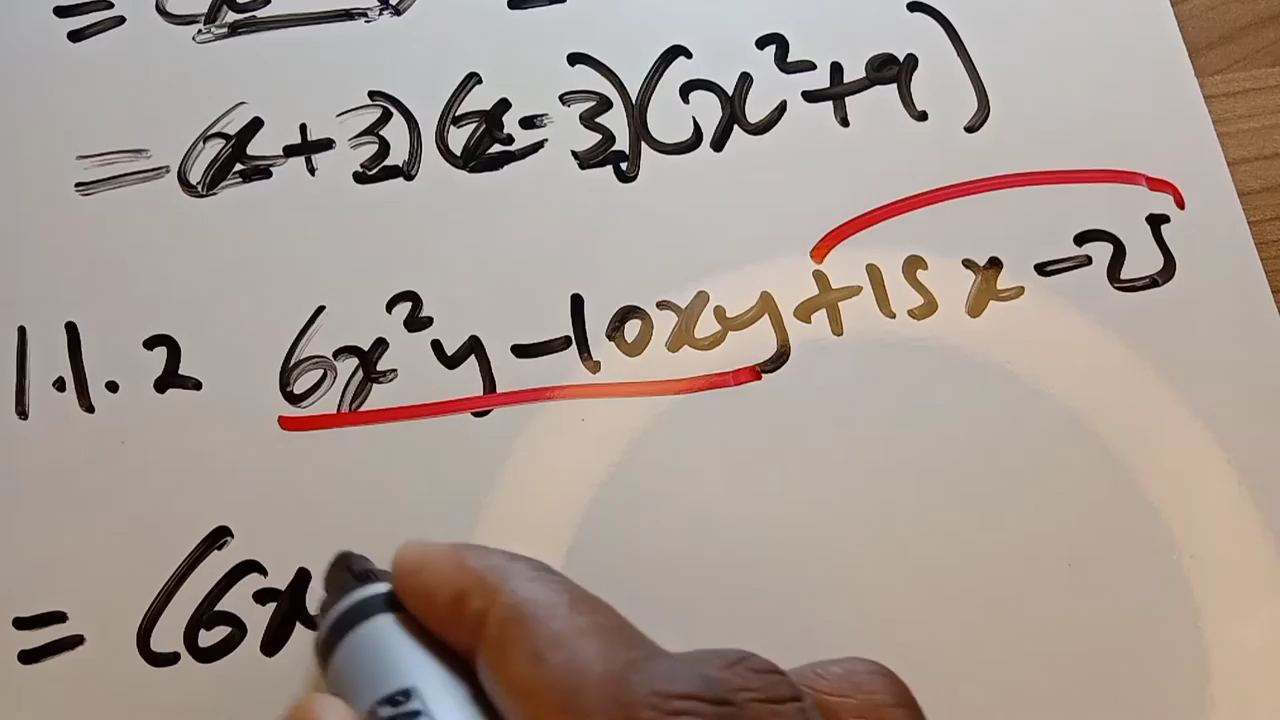 = (x+3)(x-3)(x²+9)
1.1.2 6x²y-10xy+15x-25
= (6x